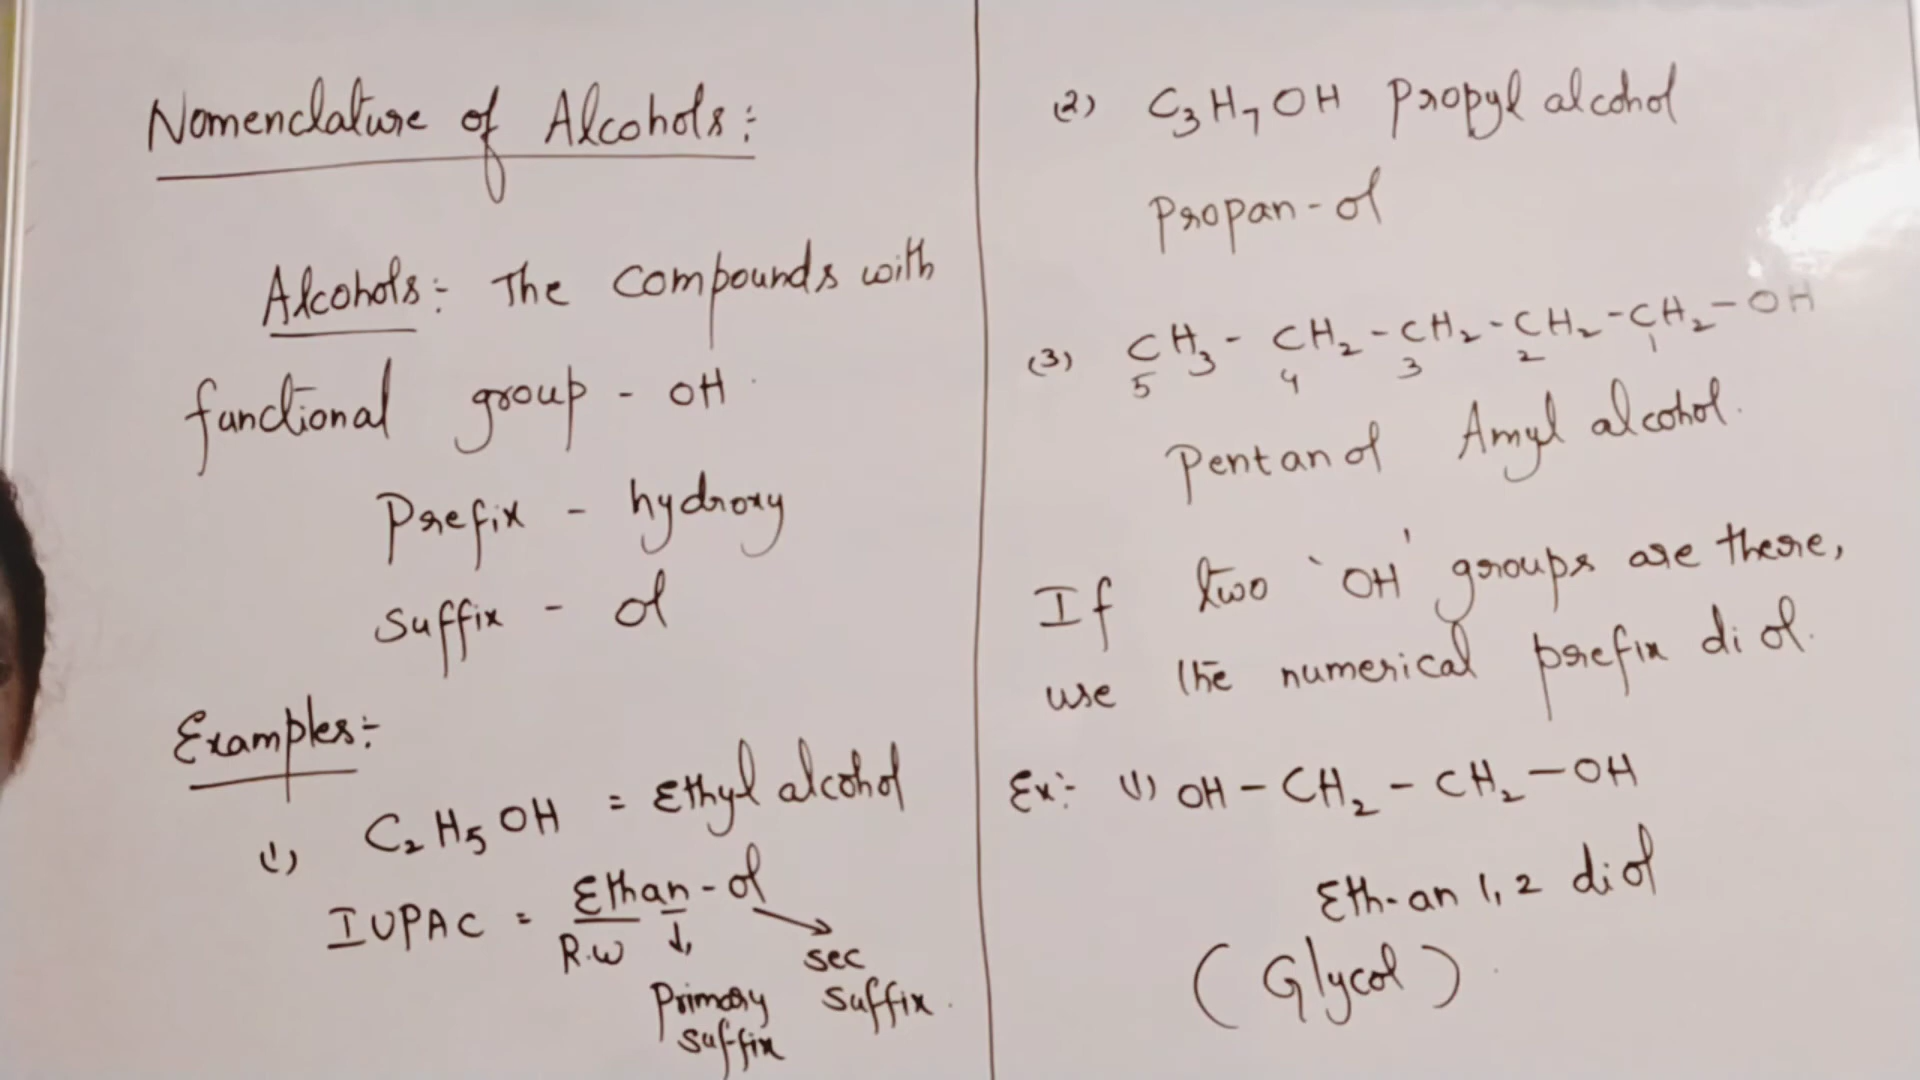 Nomenclature of Alcohols:
Alcohols:- The compounds with
functional group - OH
Prefix - hydroxy
suffix - ol
Examples:-
(1) C₂H₅OH = Ethyl alcohol
IUPAC = Ethan-ol
R.W ↓
Primary suffix
sec suffix.
(2) C₃H₇OH Propyl alcohol
Propan-ol
(3) CH₃-CH₂-CH₂-CH₂-CH₂-OH
5 4 3 2 1
Pentanol Amyl alcohol.
If two 'OH' groups are there,
use the numerical prefix di ol.
Ex:- (1) OH-CH₂-CH₂-OH
Eth-an 1,2 diol
(Glycol)